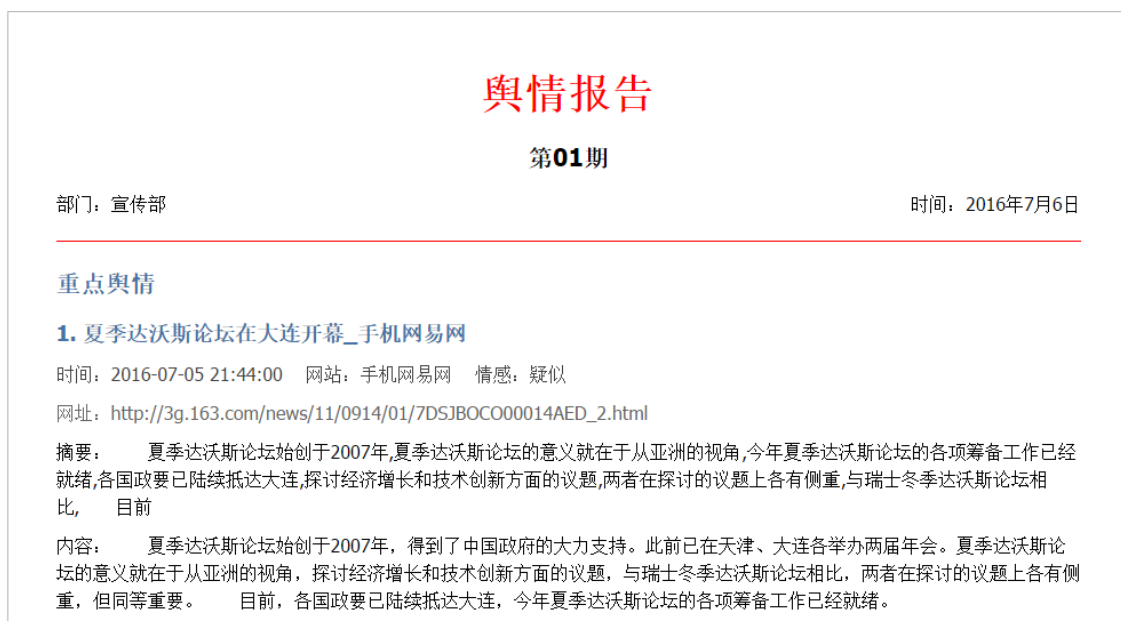 舆情报告
第01期
部门：宣传部 时间：2016年7月6日
重点舆情
1. 夏季达沃斯论坛在大连开幕_手机网易网
时间：2016-07-05 21:44:00 网站：手机网易网 情感：疑似
网址：http://3g.163.com/news/11/0914/01/7DSJBOCO00014AED_2.html
摘要： 夏季达沃斯论坛始创于2007年,夏季达沃斯论坛的意义就在于从亚洲的视角,今年夏季达沃斯论坛的各项筹备工作已经
就绪,各国政要已陆续抵达大连,探讨经济增长和技术创新方面的议题,两者在探讨的议题上各有侧重,与瑞士冬季达沃斯论坛相
比, 目前
内容： 夏季达沃斯论坛始创于2007年，得到了中国政府的大力支持。此前已在天津、大连各举办两届年会。夏季达沃斯论
坛的意义就在于从亚洲的视角，探讨经济增长和技术创新方面的议题，与瑞士冬季达沃斯论坛相比，两者在探讨的议题上各有侧
重，但同等重要。 目前，各国政要已陆续抵达大连，今年夏季达沃斯论坛的各项筹备工作已经就绪。